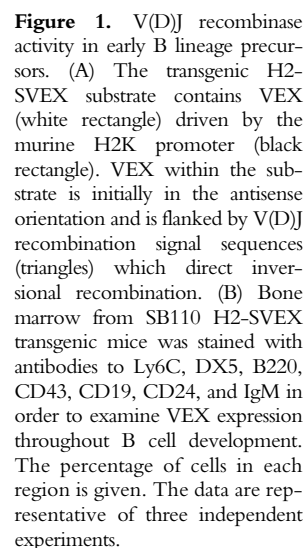 Figure 1. V(D)J recombinase
activity in early B lineage precur-
sors. (A) The transgenic H2-
SVEX substrate contains VEX
(white rectangle) driven by the
murine H2K promoter (black
rectangle). VEX within the sub-
strate is initially in the antisense
orientation and is flanked by V(D)J
recombination signal sequences
(triangles) which direct inver-
sional recombination. (B) Bone
marrow from SB110 H2-SVEX
transgenic mice was stained with
antibodies to Ly6C, DX5, B220,
CD43, CD19, CD24, and IgM in
order to examine VEX expression
throughout B cell development.
The percentage of cells in each
region is given. The data are rep-
resentative of three independent
experiments.